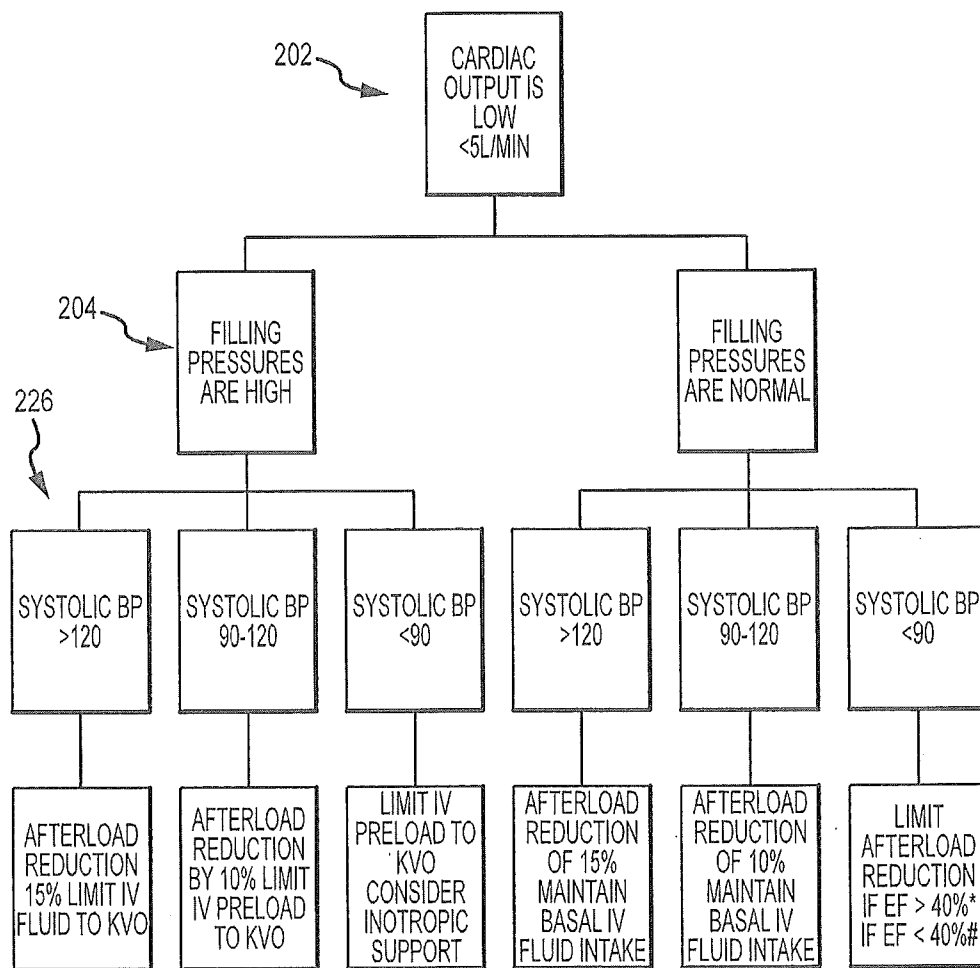 202
CARDIAC
OUTPUT IS
LOW
<5L/MIN
204
FILLING
PRESSURES
ARE HIGH
FILLING
PRESSURES
ARE NORMAL
226
SYSTOLIC BP
>120
SYSTOLIC BP
90-120
SYSTOLIC BP
<90
SYSTOLIC BP
>120
SYSTOLIC BP
90-120
SYSTOLIC BP
<90
AFTERLOAD
REDUCTION
15% LIMIT IV
FLUID TO KVO
AFTERLOAD
REDUCTION
BY 10% LIMIT
IV PRELOAD
TO KVO
LIMIT IV
PRELOAD TO
KVO
CONSIDER
INOTROPIC
SUPPORT
AFTERLOAD
REDUCTION
OF 15%
MAINTAIN
BASAL IV
FLUID INTAKE
AFTERLOAD
REDUCTION
OF 10%
MAINTAIN
BASAL IV
FLUID INTAKE
LIMIT
AFTERLOAD
REDUCTION
IF EF > 40%*
IF EF < 40%#